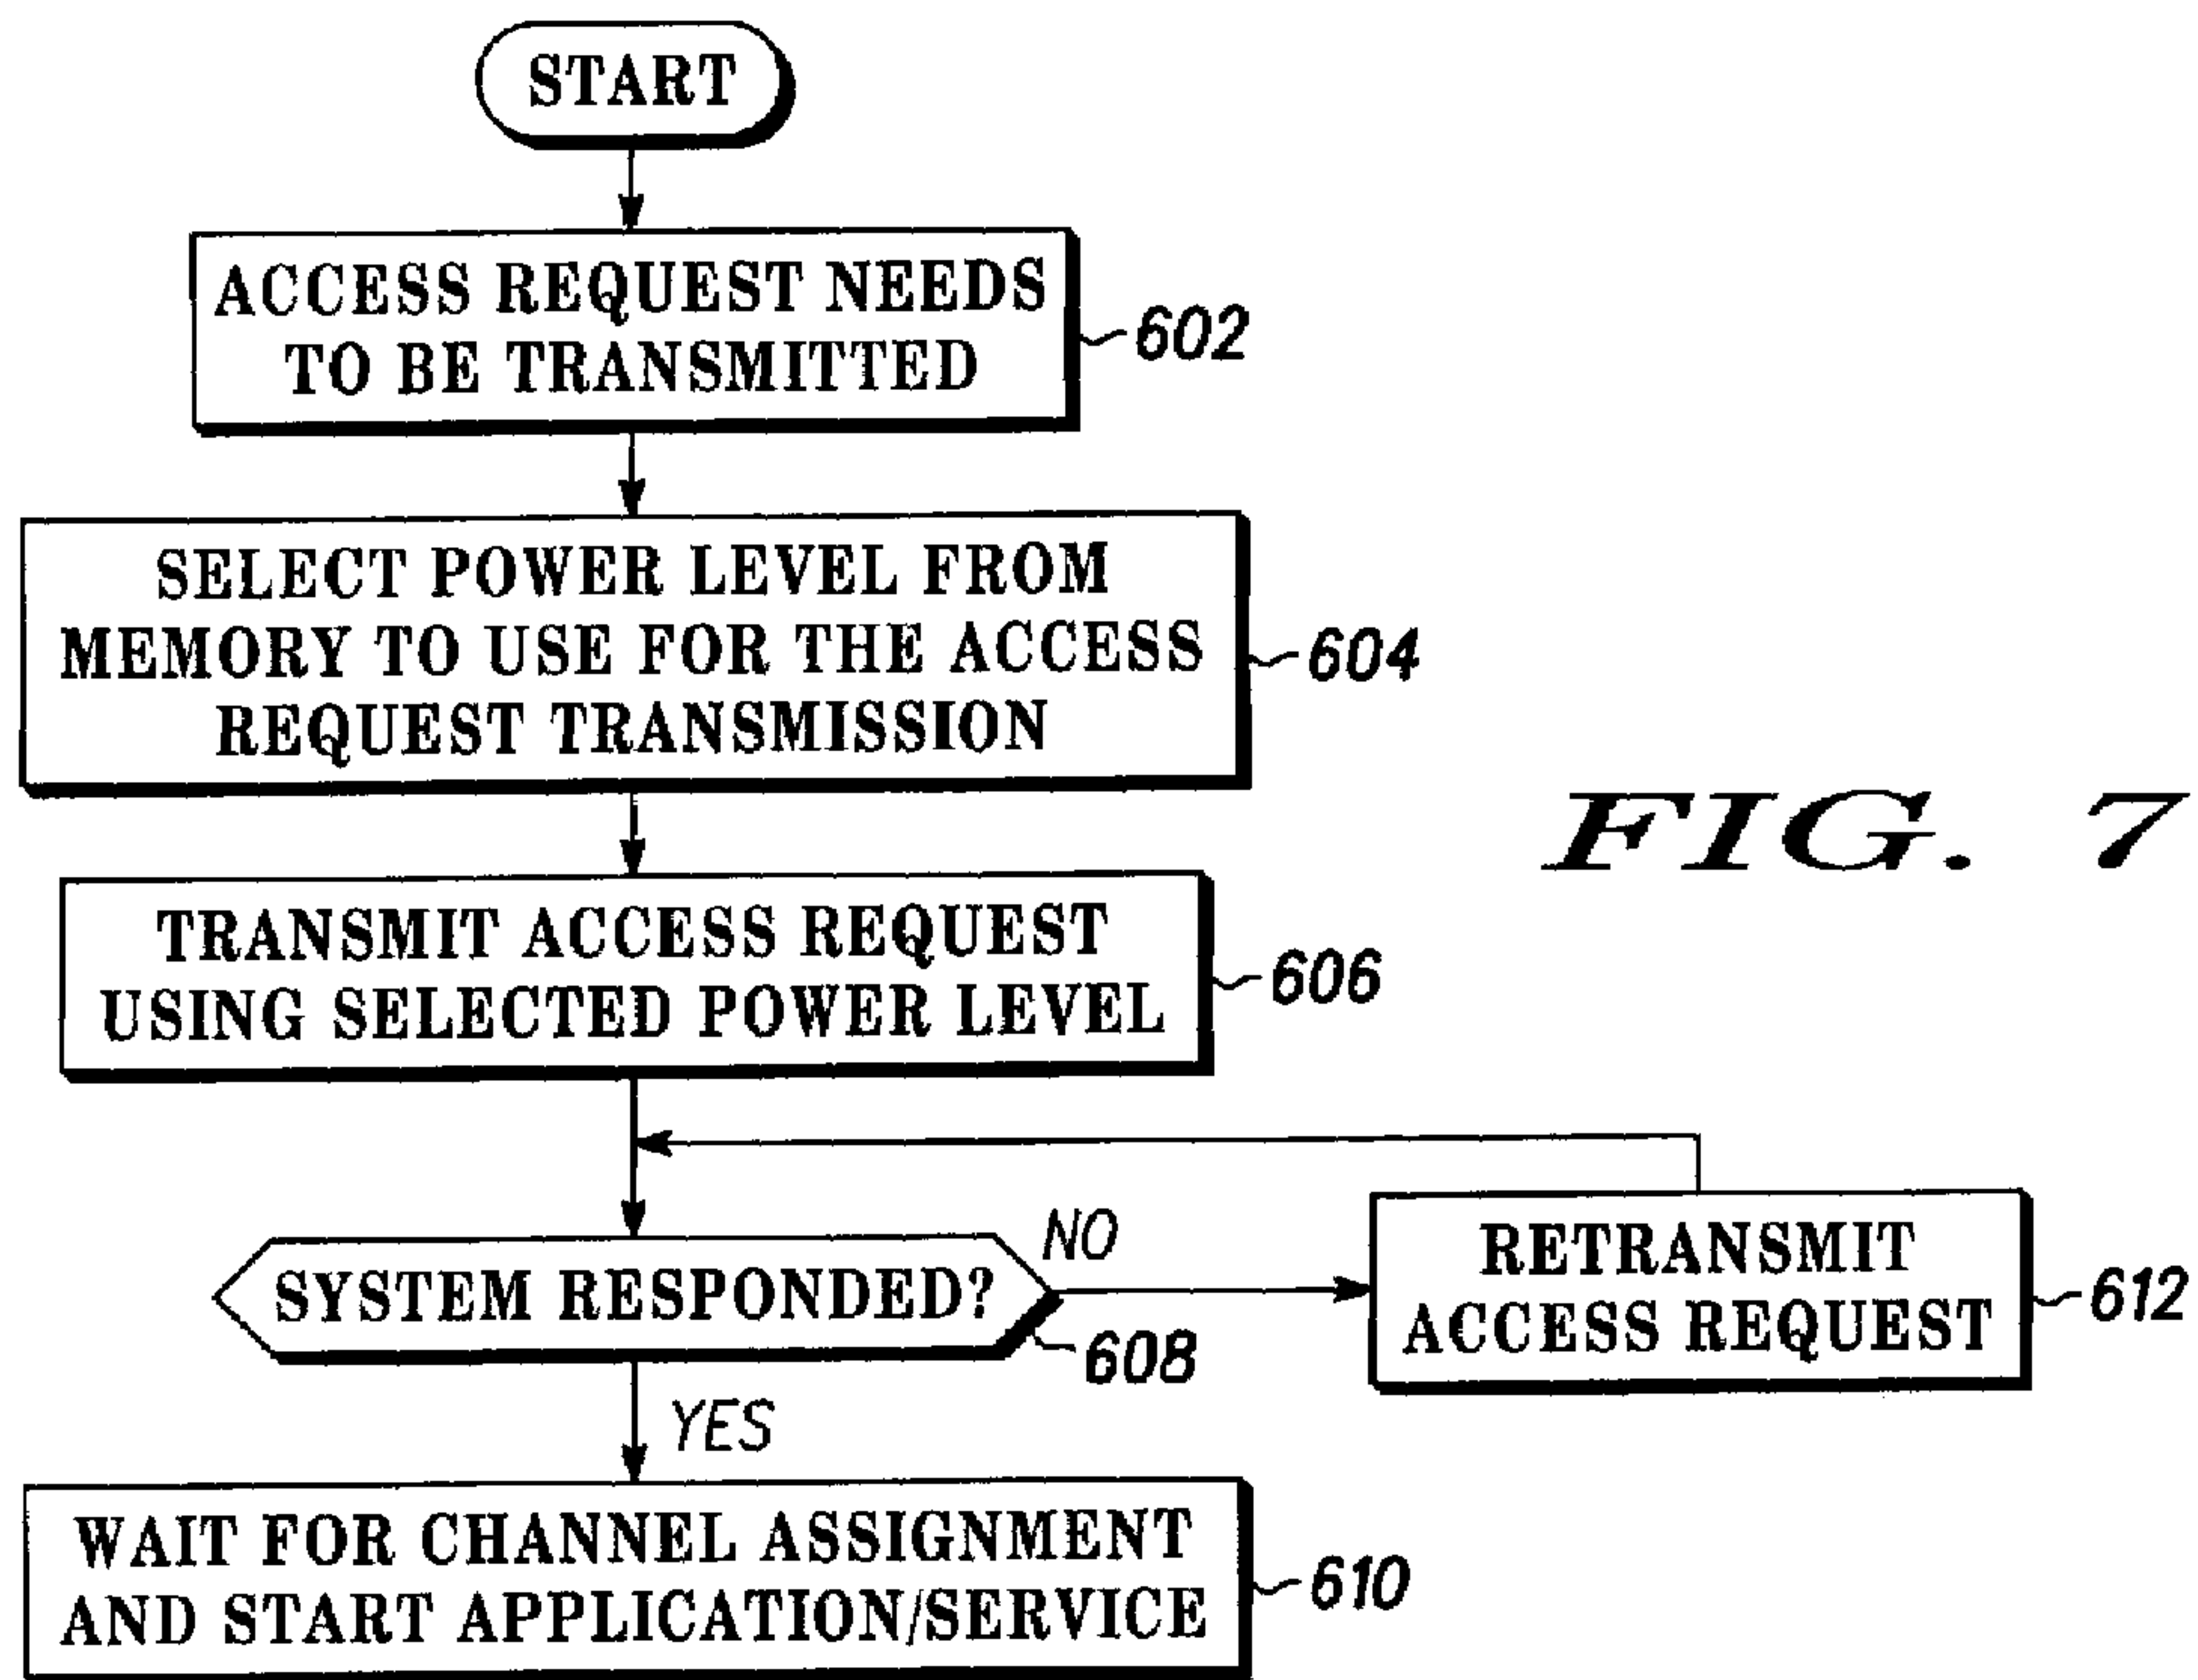 START
ACCESS REQUEST NEEDS
TO BE TRANSMITTED
602
SELECT POWER LEVEL FROM
MEMORY TO USE FOR THE ACCESS
REQUEST TRANSMISSION
604
FIG. 7
TRANSMIT ACCESS REQUEST
USING SELECTED POWER LEVEL
606
SYSTEM RESPONDED?
608
NO
RETRANSMIT
ACCESS REQUEST
612
YES
WAIT FOR CHANNEL ASSIGNMENT
AND START APPLICATION/SERVICE
610